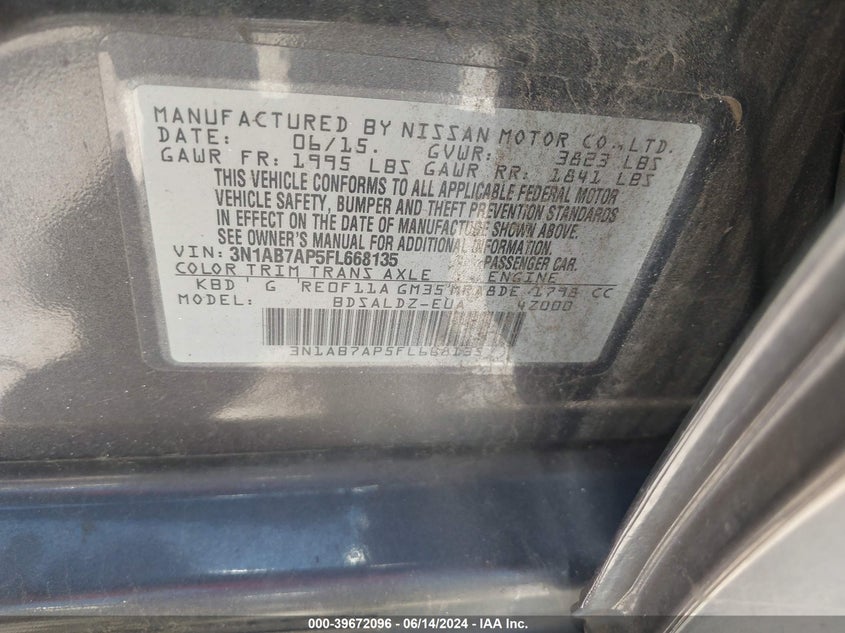 MANUFACTURED BY NISSAN MOTOR CO.,LTD.
DATE: 06/15. GVWR: 3823 LBS
GAWR FR: 1995 LBS GAWR RR: 1841 LBS
THIS VEHICLE CONFORMS TO ALL APPLICABLE FEDERAL MOTOR
VEHICLE SAFETY, BUMPER AND THEFT PREVENTION STANDARDS
IN EFFECT ON THE DATE OF MANUFACTURE SHOWN ABOVE.
SEE OWNER'S MANUAL FOR ADDITIONAL INFORMATION.
VIN: 3N1AB7AP5FL668135 PASSENGER CAR.
COLOR TRIM TRANS AXLE ENGINE
KBD G RE0F11A GM35 MRA8DE 1798 CC
MODEL: BDSALDZ-EUA 4Z000
3N1AB7AP5FL668135
000-39672096 - 06/14/2024 - IAA Inc.